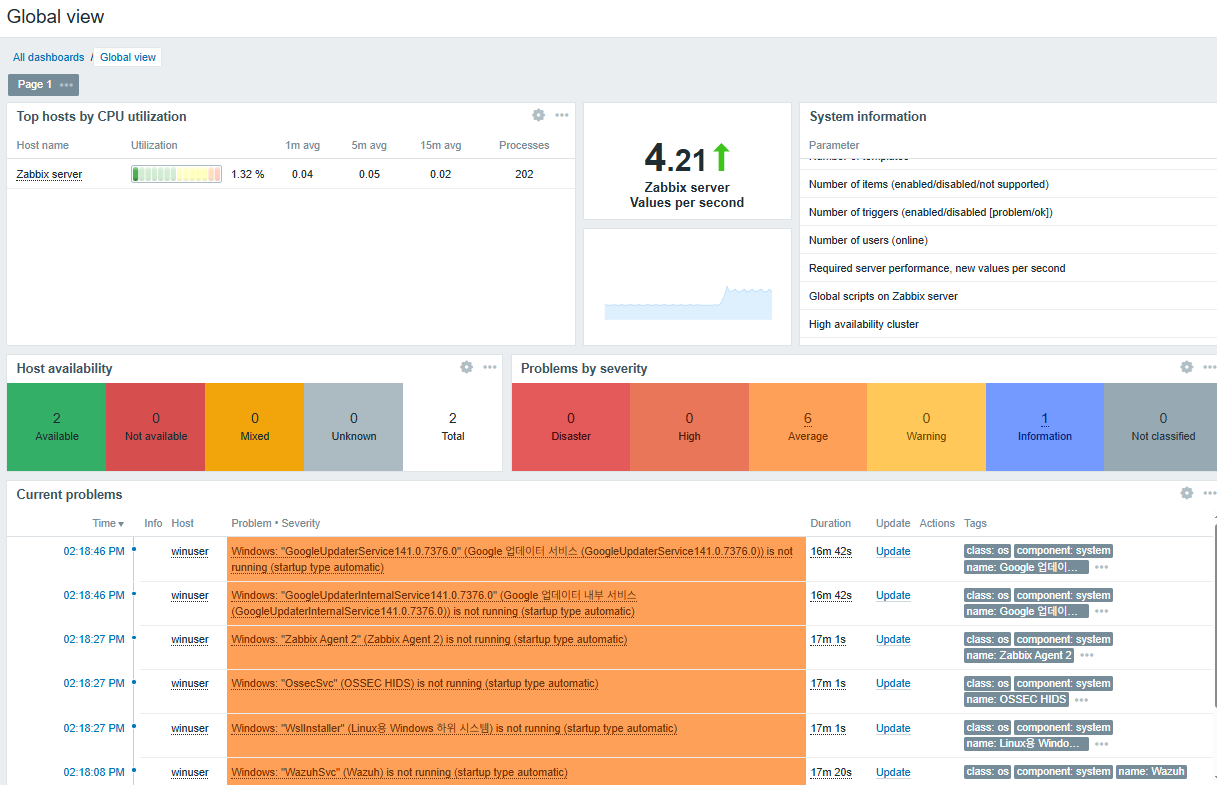 Global view
All dashboards / Global view
Page 1
Top hosts by CPU utilization
Host name Utilization 1m avg 5m avg 15m avg Processes
Zabbix server 1.32 % 0.04 0.05 0.02 202
4.21
Zabbix server
Values per second
System information
Parameter
Number of templates
Number of items (enabled/disabled/not supported)
Number of triggers (enabled/disabled [problem/ok])
Number of users (online)
Required server performance, new values per second
Global scripts on Zabbix server
High availability cluster
Host availability
2 0 0 0 2
Available Not available Mixed Unknown Total
Problems by severity
0 0 6 0 1 0
Disaster High Average Warning Information Not classified
Current problems
Time Info Host Problem • Severity Duration Update Actions Tags
02:18:46 PM winuser Windows: "GoogleUpdaterService141.0.7376.0" (Google 업데이터 서비스 (GoogleUpdaterService141.0.7376.0)) is not 16m 42s Update class: os component: system
running (startup type automatic) name: Google 업데이...
02:18:46 PM winuser Windows: "GoogleUpdaterInternalService141.0.7376.0" (Google 업데이터 내부 서비스 16m 42s Update class: os component: system
(GoogleUpdaterInternalService141.0.7376.0)) is not running (startup type automatic) name: Google 업데이...
02:18:27 PM winuser Windows: "Zabbix Agent 2" (Zabbix Agent 2) is not running (startup type automatic) 17m 1s Update class: os component: system
name: Zabbix Agent 2
02:18:27 PM winuser Windows: "OssecSvc" (OSSEC HIDS) is not running (startup type automatic) 17m 1s Update class: os component: system
name: OSSEC HIDS
02:18:27 PM winuser Windows: "WslInstaller" (Linux용 Windows 하위 시스템) is not running (startup type automatic) 17m 1s Update class: os component: system
name: Linux용 Windo...
02:18:08 PM winuser Windows: "WazuhSvc" (Wazuh) is not running (startup type automatic) 17m 20s Update class: os component: system name: Wazuh